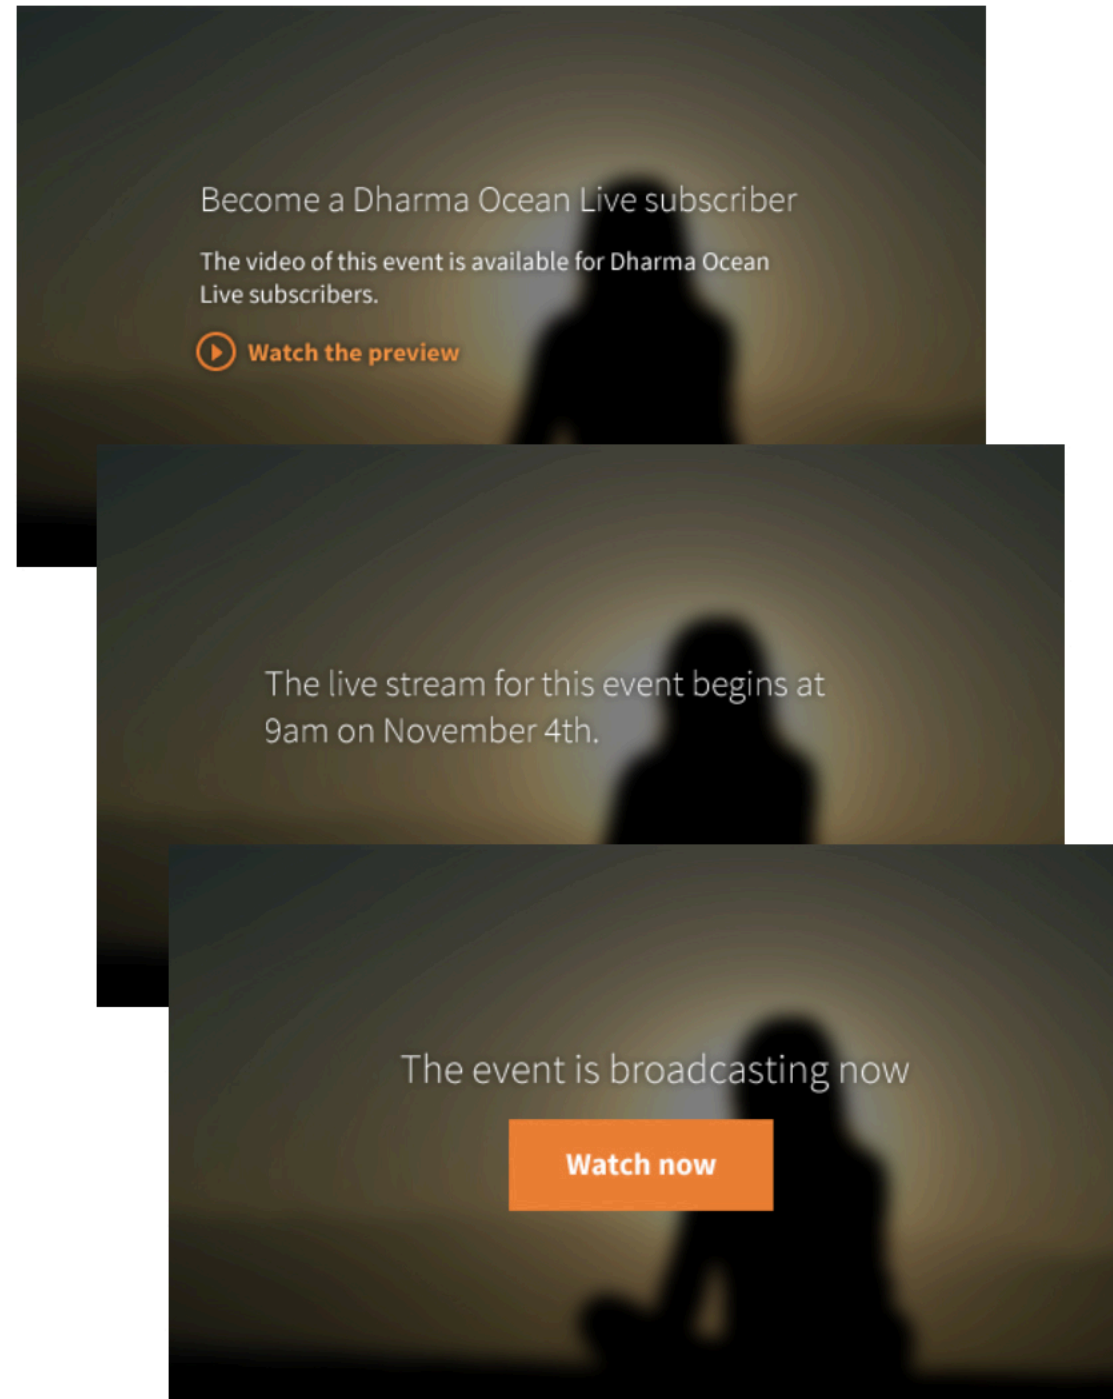 Become a Dharma Ocean Live subscriber
The video of this event is available for Dharma Ocean
Live subscribers.
Watch the preview
The live stream for this event begins at
9am on November 4th.
The event is broadcasting now
Watch now